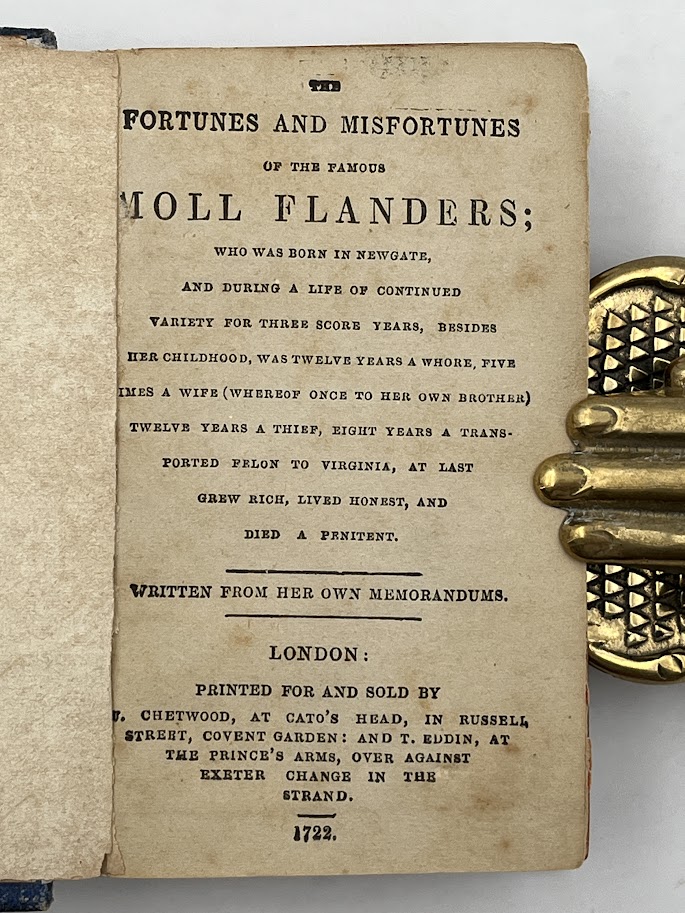 THE
FORTUNES AND MISFORTUNES
OF THE FAMOUS
MOLL FLANDERS;
WHO WAS BORN IN NEWGATE,
AND DURING A LIFE OF CONTINUED
VARIETY FOR THREE SCORE YEARS, BESIDES
HER CHILDHOOD, WAS TWELVE YEARS A WHORE, FIVE
IMES A WIFE (WHEREOF ONCE TO HER OWN BROTHER)
TWELVE YEARS A THIEF, EIGHT YEARS A TRANS-
PORTED FELON TO VIRGINIA, AT LAST
GREW RICH, LIVED HONEST, AND
DIED A PENITENT.
WRITTEN FROM HER OWN MEMORANDUMS.
LONDON:
PRINTED FOR AND SOLD BY
CHETWOOD, AT CATO'S HEAD, IN RUSSELL
STREET, COVENT GARDEN: AND T. EDDIN, AT
THE PRINCE'S ARMS, OVER AGAINST
EXETER CHANGE IN THE
STRAND.
1722.